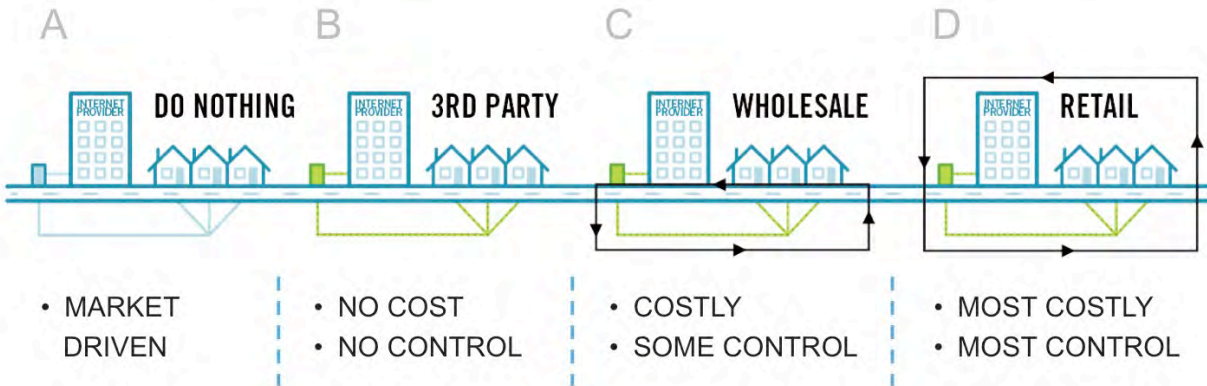 A
B
C
D
INTERNET
PROVIDER
DO NOTHING
INTERNET
PROVIDER
3RD PARTY
INTERNET
PROVIDER
WHOLESALE
INTERNET
PROVIDER
RETAIL
• MARKET
DRIVEN
• NO COST
• NO CONTROL
• COSTLY
• SOME CONTROL
• MOST COSTLY
• MOST CONTROL